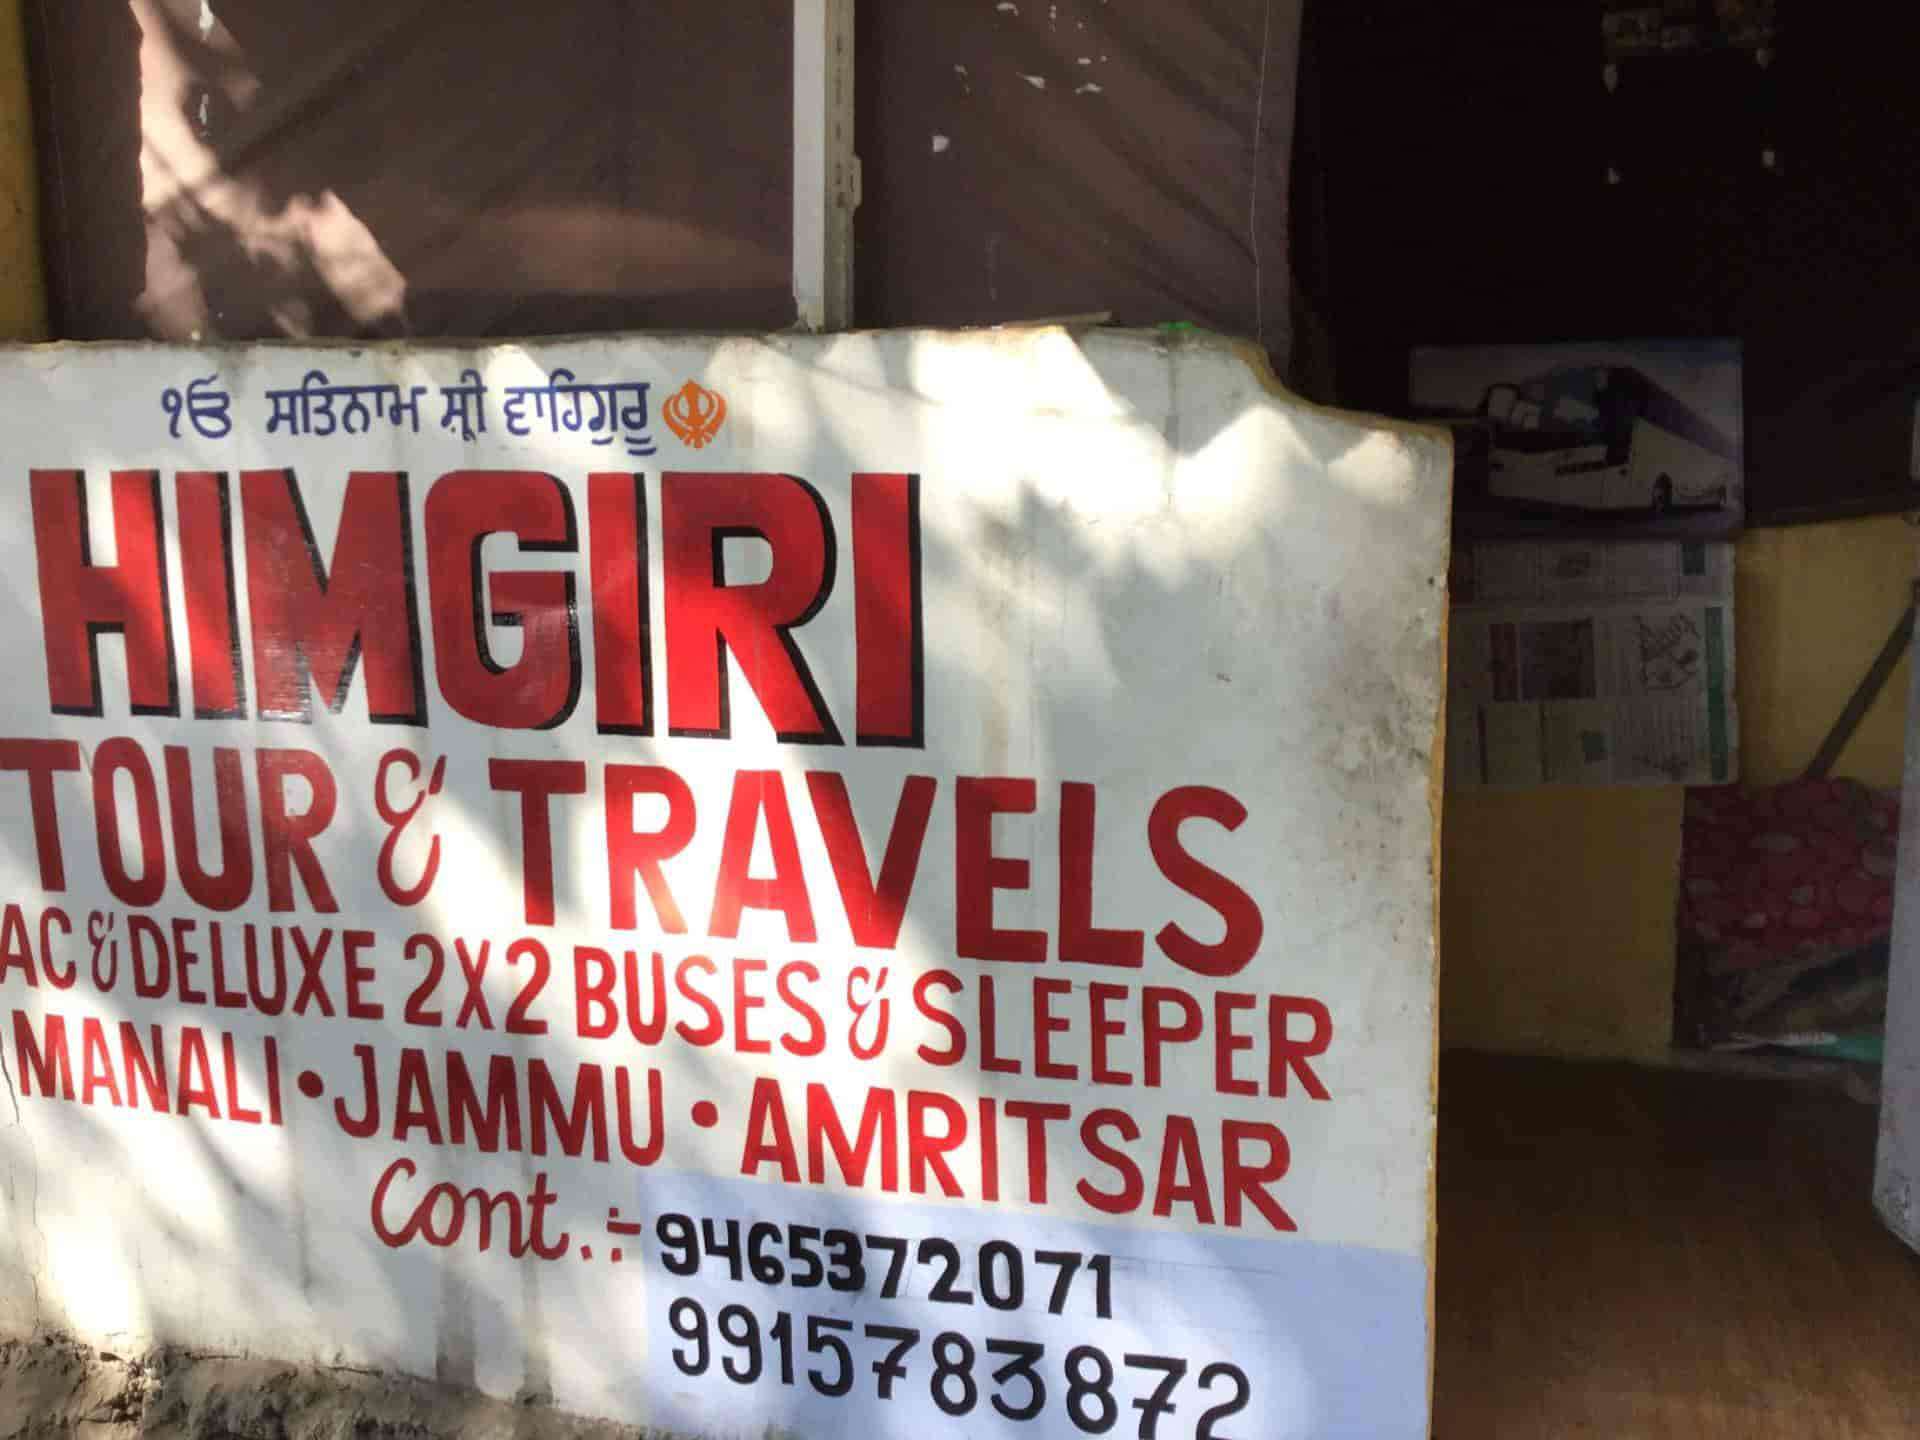 ੴ ਸਤਿਨਾਮ ਸ਼੍ਰੀ ਵਾਹਿਗੁਰੂ
HIMGIRI
TOUR & TRAVELS
AC & DELUXE 2X2 BUSES & SLEEPER
MANALI • JAMMU • AMRITSAR
Cont.:- 9465372071
9915783872